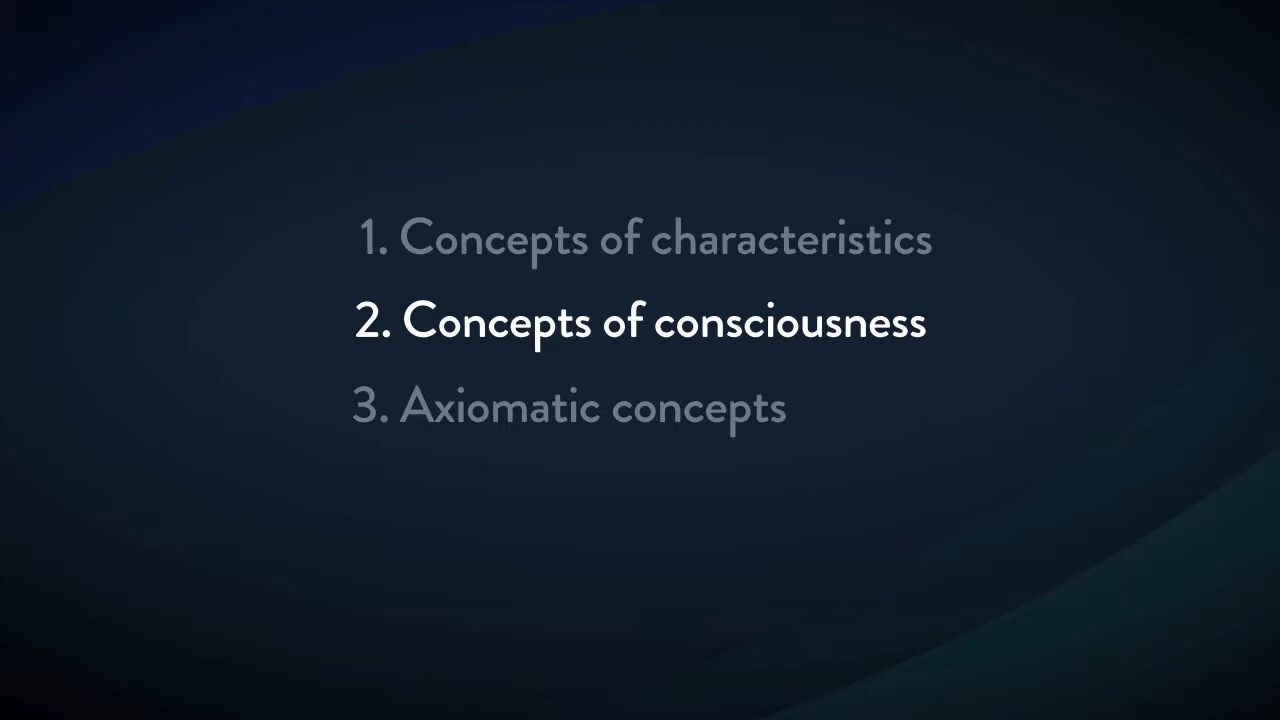 1. Concepts of characteristics
2. Concepts of consciousness
3. Axiomatic concepts